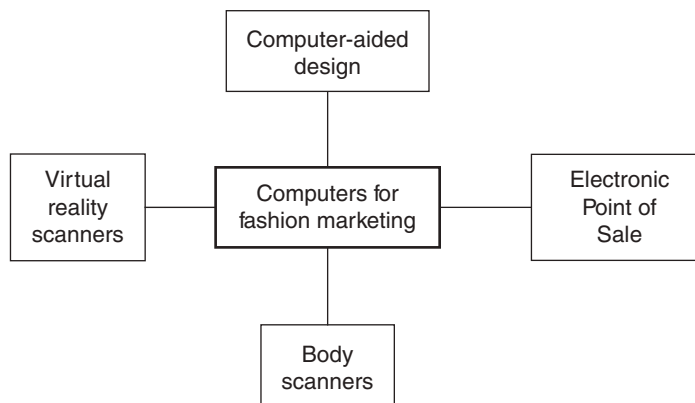 Computer-aided
design
Virtual
reality
scanners
Computers for
fashion marketing
Electronic
Point of
Sale
Body
scanners